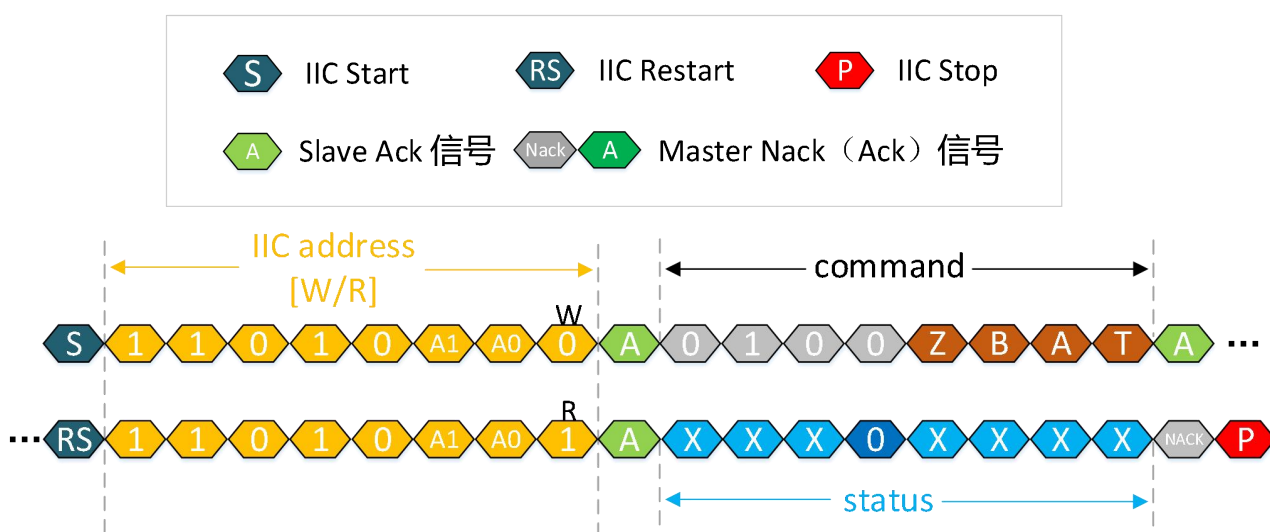 S IIC Start RS IIC Restart P IIC Stop
A Slave Ack 信号 Nack A Master Nack（Ack）信号
IIC address
[W/R]
command
W
S 1 1 0 1 0 A1 A0 0 A 0 1 0 0 Z B A T A ...
R
... RS 1 1 0 1 0 A1 A0 1 A X X X 0 X X X X NACK P
status